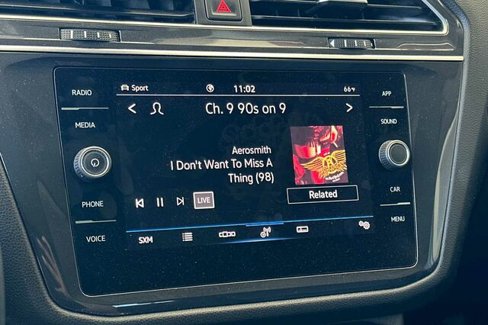 RADIO
MEDIA
PHONE
VOICE
Sport
11:02
66°F
Ch. 9 90s on 9
Aerosmith
I Don't Want To Miss A
Thing (98)
LIVE
Related
SXM
APP
SOUND
CAR
MENU